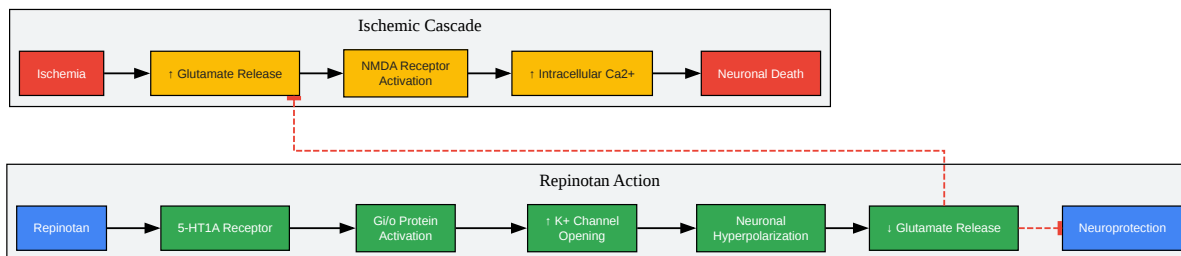 Ischemic Cascade
Ischemia
↑ Glutamate Release
NMDA Receptor
Activation
↑ Intracellular Ca2+
Neuronal Death
Repinotan Action
Repinotan
5-HT1A Receptor
Gi/o Protein
Activation
↑ K+ Channel
Opening
Neuronal
Hyperpolarization
↓ Glutamate Release
Neuroprotection